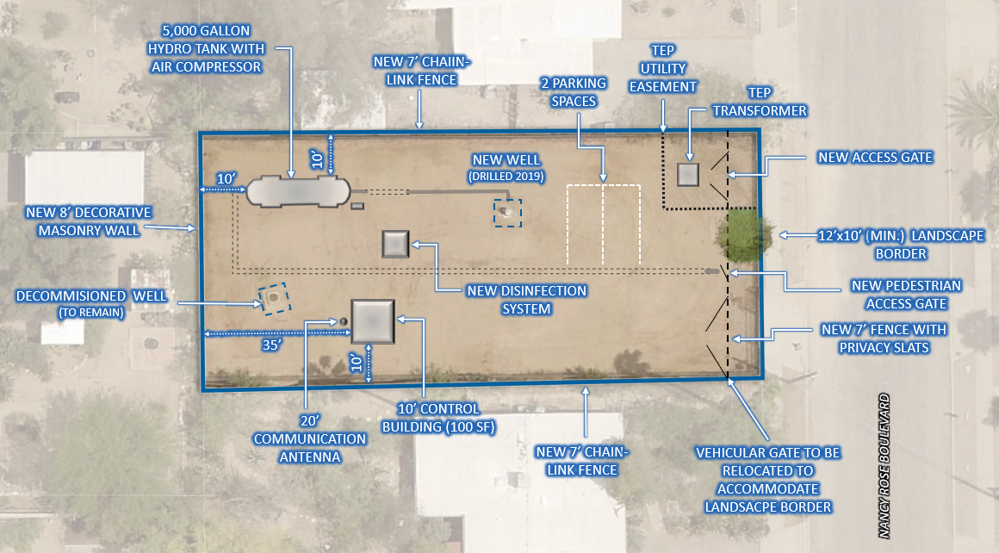 5,000 GALLON
HYDRO TANK WITH
AIR COMPRESSOR
NEW 7' CHAIIN-
LINK FENCE
2 PARKING
SPACES
TEP
UTILITY
EASEMENT
TEP
TRANSFORMER
10'
10'
NEW WELL
(DRILLED 2019)
NEW ACCESS GATE
NEW 8' DECORATIVE
MASONRY WALL
12'x10' (MIN.) LANDSCAPE
BORDER
DECOMMISIONED WELL
(TO REMAIN)
NEW DISINFECTION
SYSTEM
NEW PEDESTRIAN
ACCESS GATE
NEW 7' FENCE WITH
PRIVACY SLATS
35'
10'
20'
COMMUNICATION
ANTENNA
10' CONTROL
BUILDING (100 SF)
NEW 7' CHAIN-
LINK FENCE
VEHICULAR GATE TO BE
RELOCATED TO
ACCOMMODATE
LANDSACPE BORDER
NANCY ROSE BOULEVARD